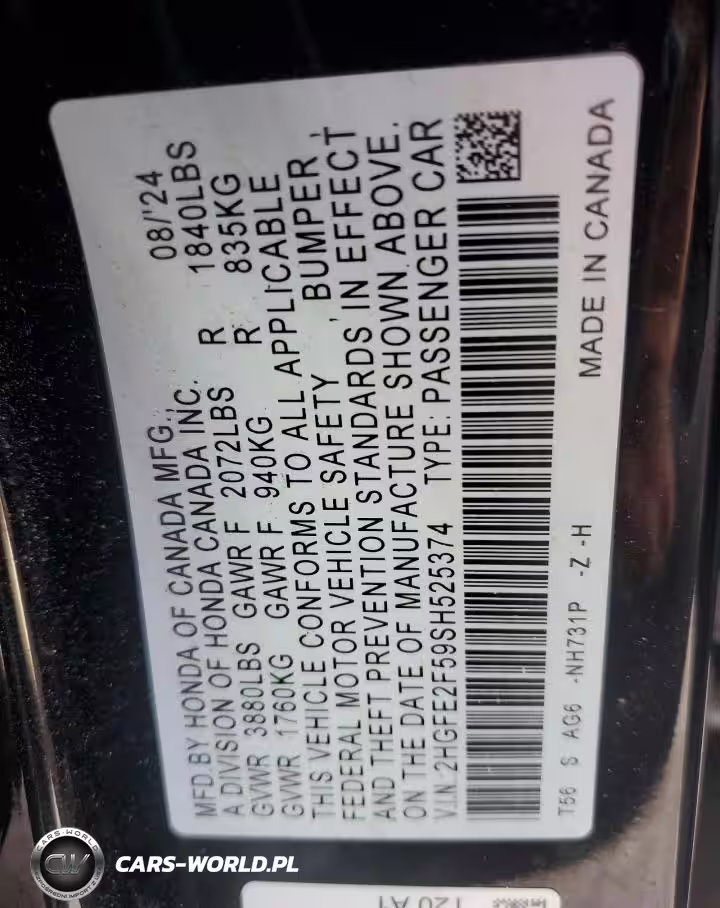 MFD.BY HONDA OF CANADA MFG., 08/'24
A DIVISION OF HONDA CANADA INC.
GVWR 3880LBS GAWR F 2072LBS R 1840LBS
GVWR 1760KG GAWR F 940KG R 835KG
THIS VEHICLE CONFORMS TO ALL APPLICABLE
FEDERAL MOTOR VEHICLE SAFETY , BUMPER ,
AND THEFT PREVENTION STANDARDS IN EFFECT
ON THE DATE OF MANUFACTURE SHOWN ABOVE.
V.I.N 2HGFE2F59SH525374 TYPE: PASSENGER CAR
T56 S AG6 -NH731P -Z -H MADE IN CANADA
CARS-WORLD
CW
CARS-WORLD.PL